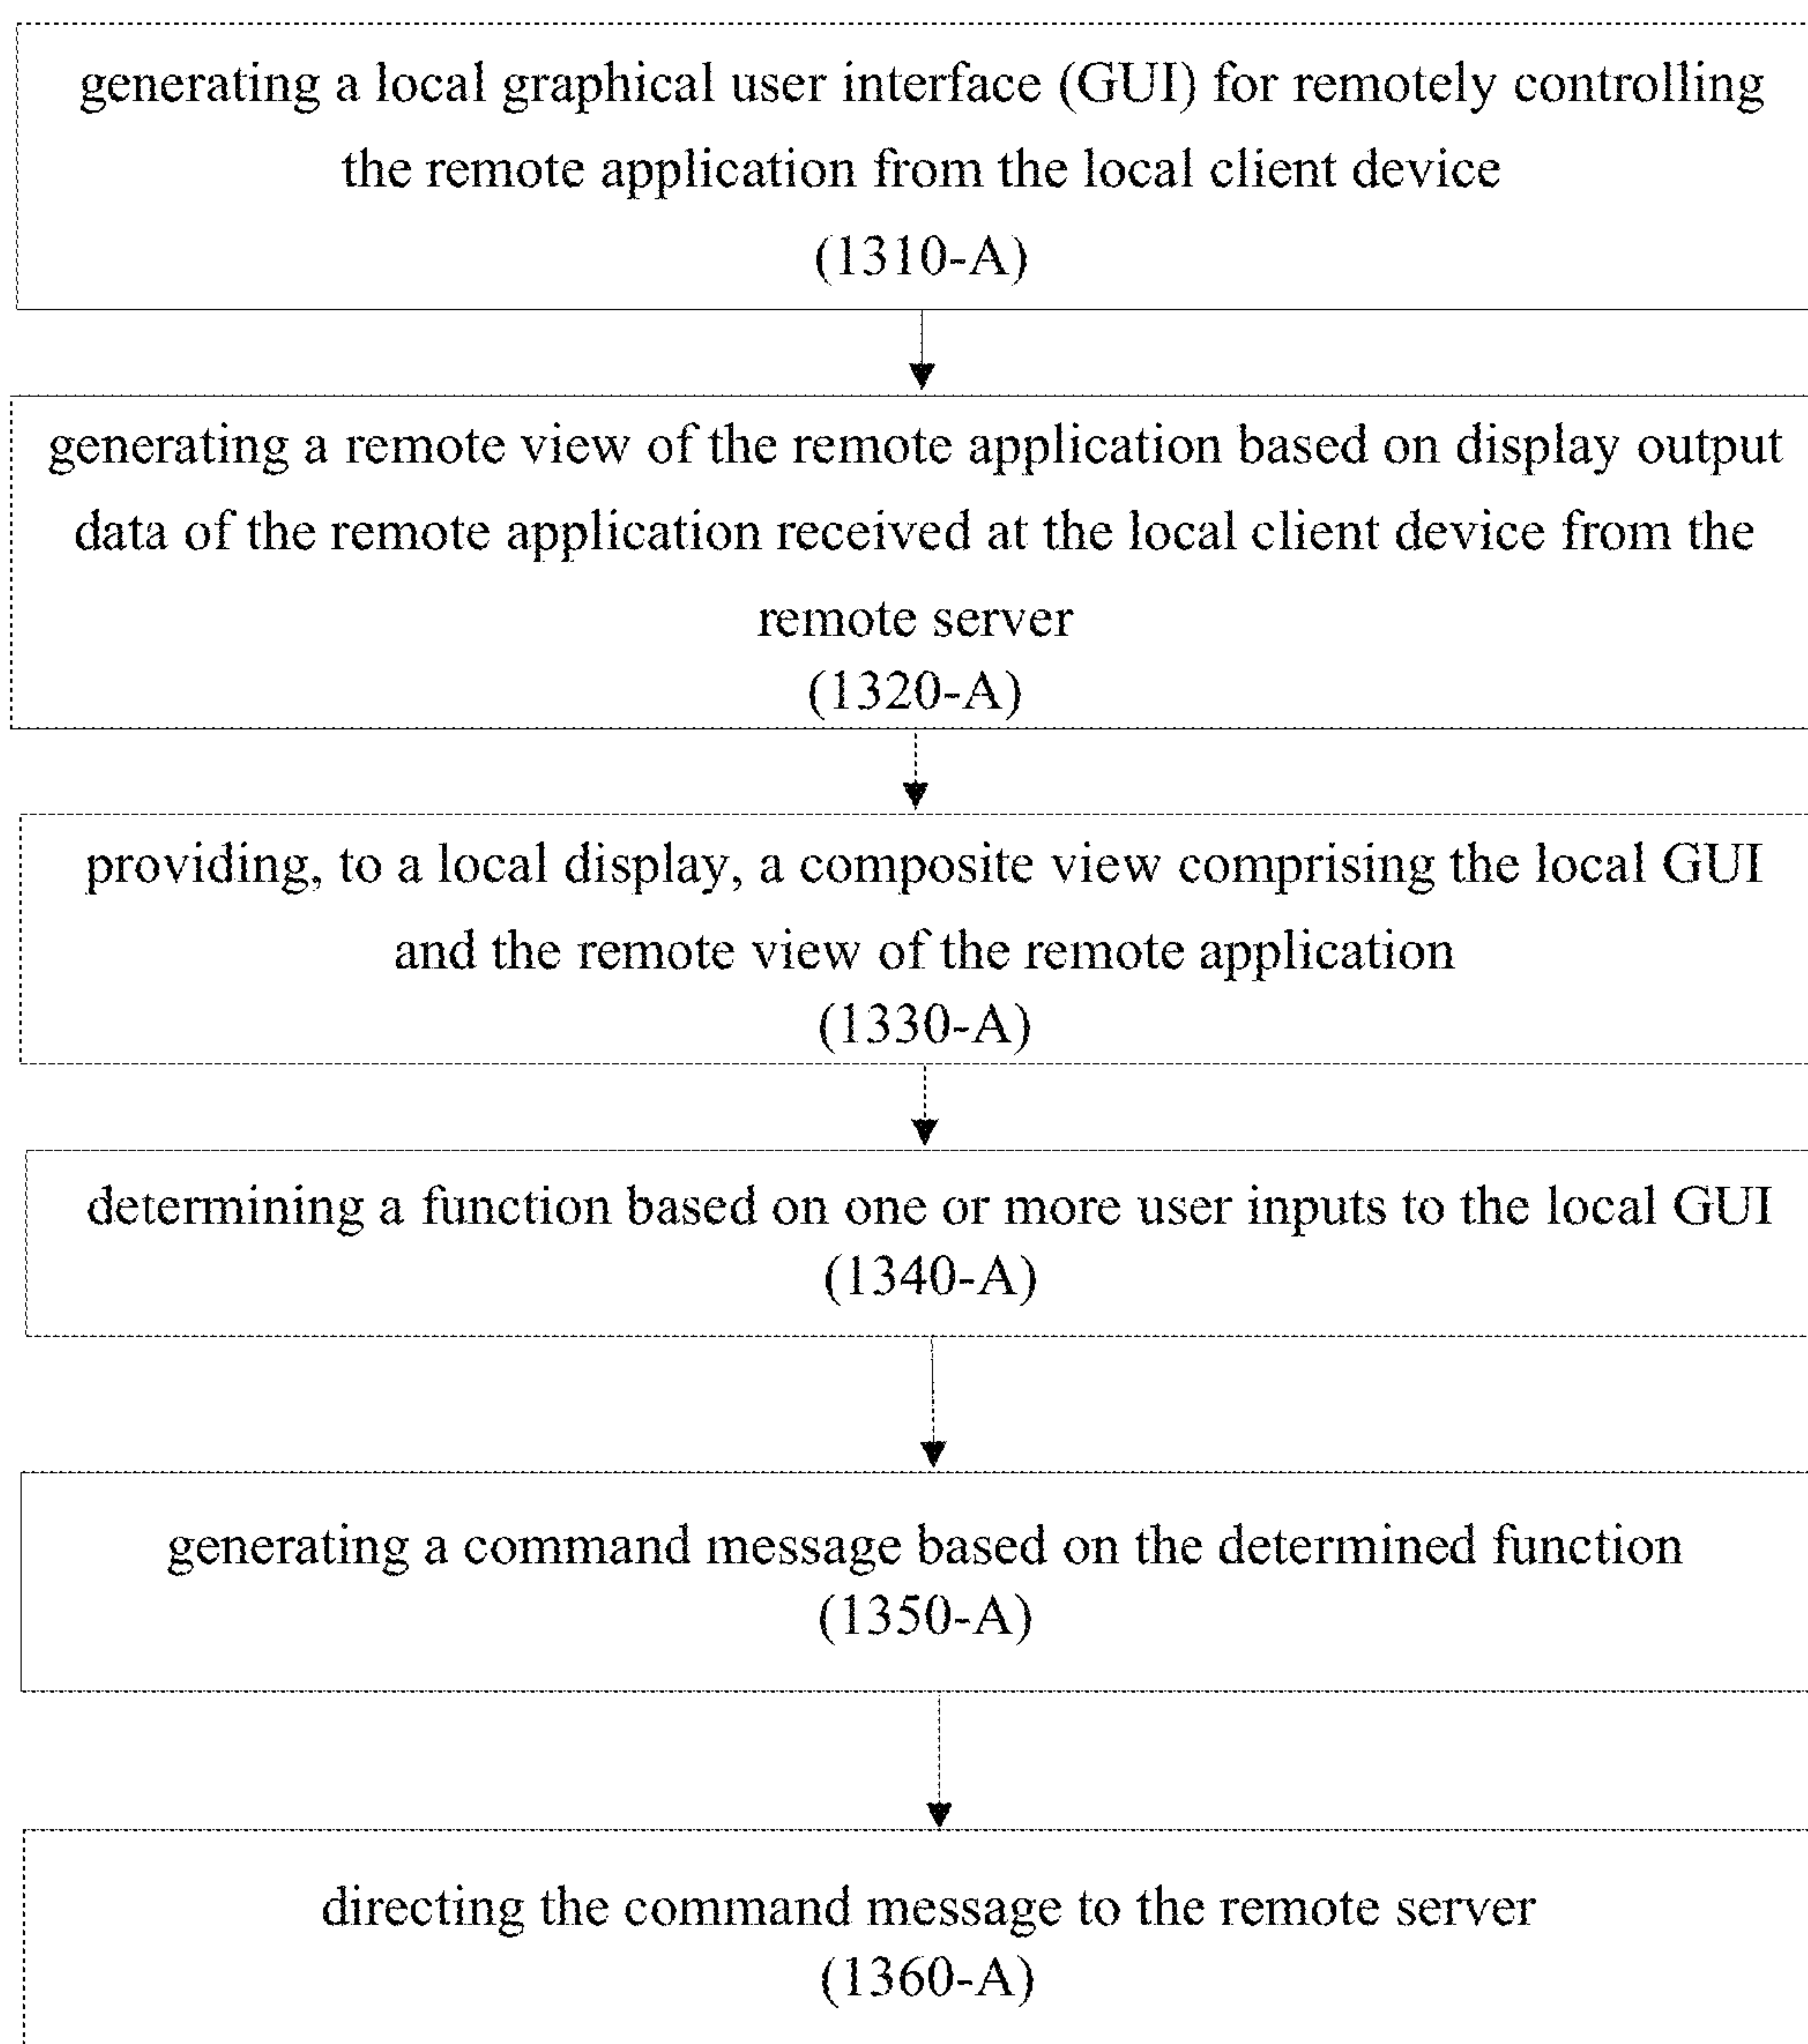 generating a local graphical user interface (GUI) for remotely controlling
the remote application from the local client device
(1310-A)
generating a remote view of the remote application based on display output
data of the remote application received at the local client device from the
remote server
(1320-A)
providing, to a local display, a composite view comprising the local GUI
and the remote view of the remote application
(1330-A)
determining a function based on one or more user inputs to the local GUI
(1340-A)
generating a command message based on the determined function
(1350-A)
directing the command message to the remote server
(1360-A)